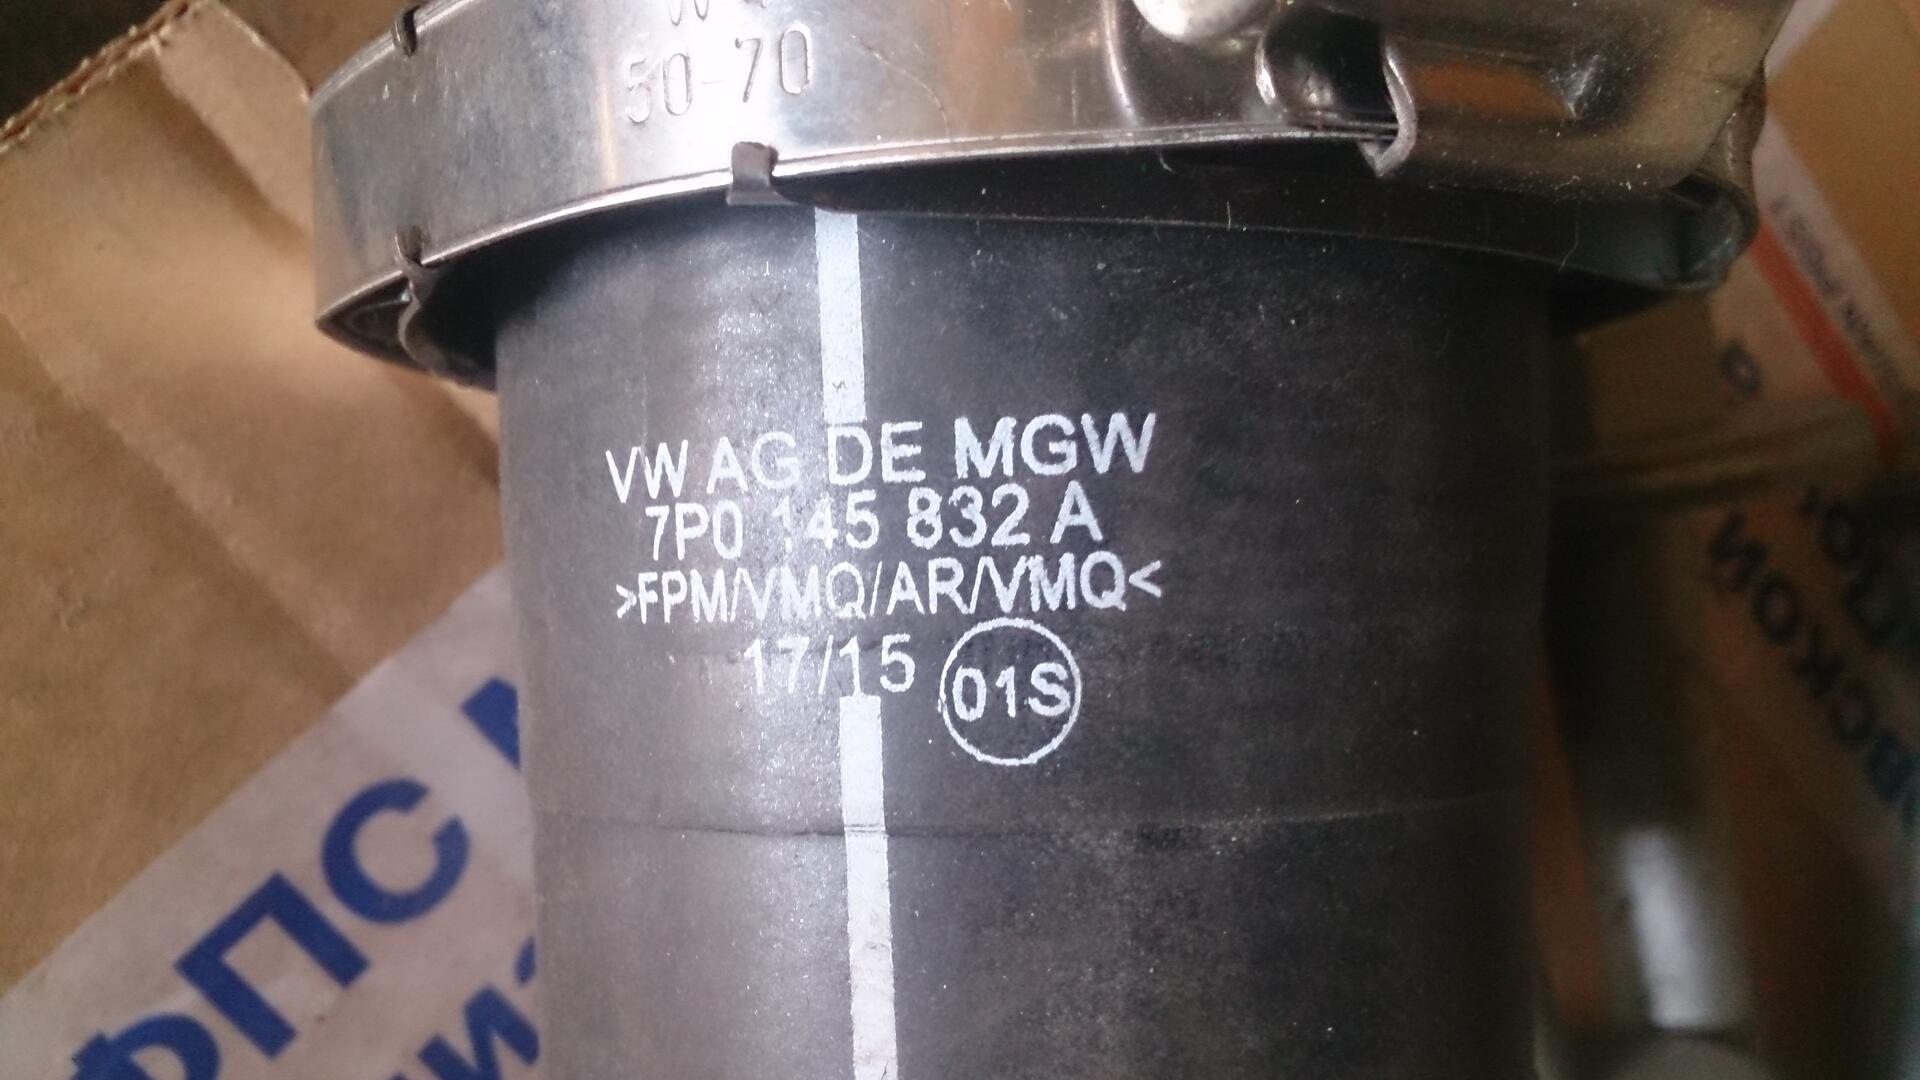 50-70
VW AG DE MGW
7P0 145 832 A
>FPM/VMQ/AR/VMQ<
17/15 01S
ФПС